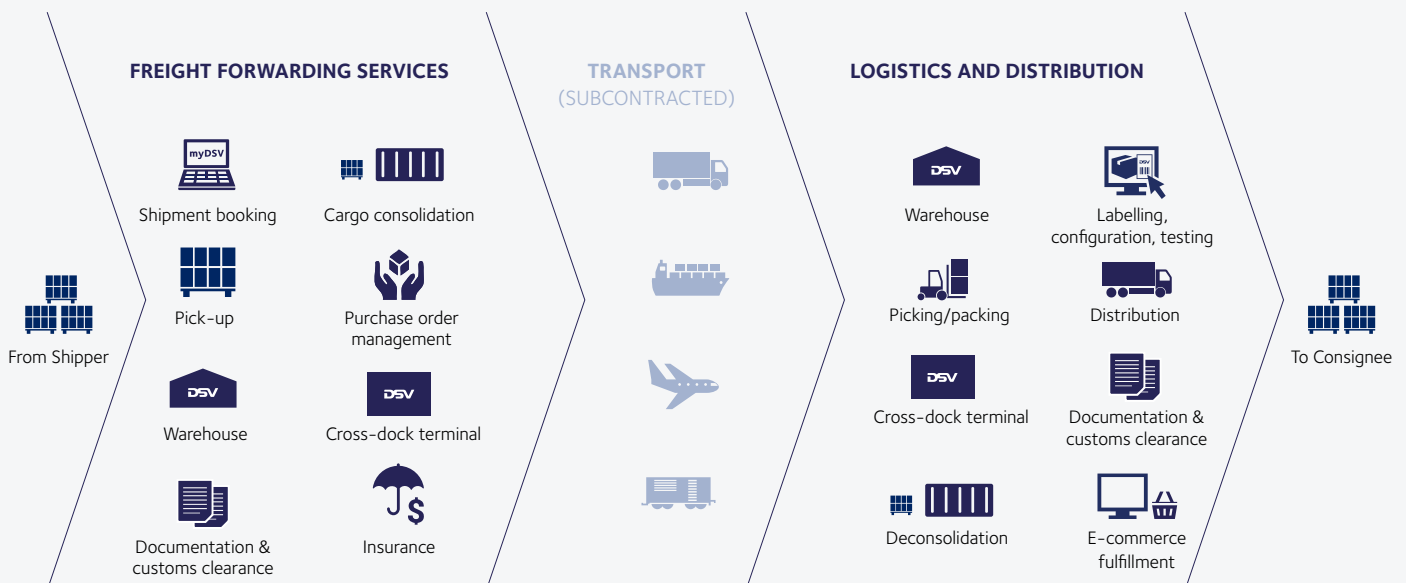 From Shipper
FREIGHT FORWARDING SERVICES
myDSV
Shipment booking
Cargo consolidation
Pick-up
Purchase order
management
DSV
Warehouse
DSV
Cross-dock terminal
Documentation &
customs clearance
$
Insurance
TRANSPORT
(SUBCONTRACTED)
LOGISTICS AND DISTRIBUTION
DSV
Warehouse
DSV
Labelling,
configuration, testing
Picking/packing
Distribution
DSV
Cross-dock terminal
Documentation &
customs clearance
Deconsolidation
E-commerce
fulfillment
To Consignee